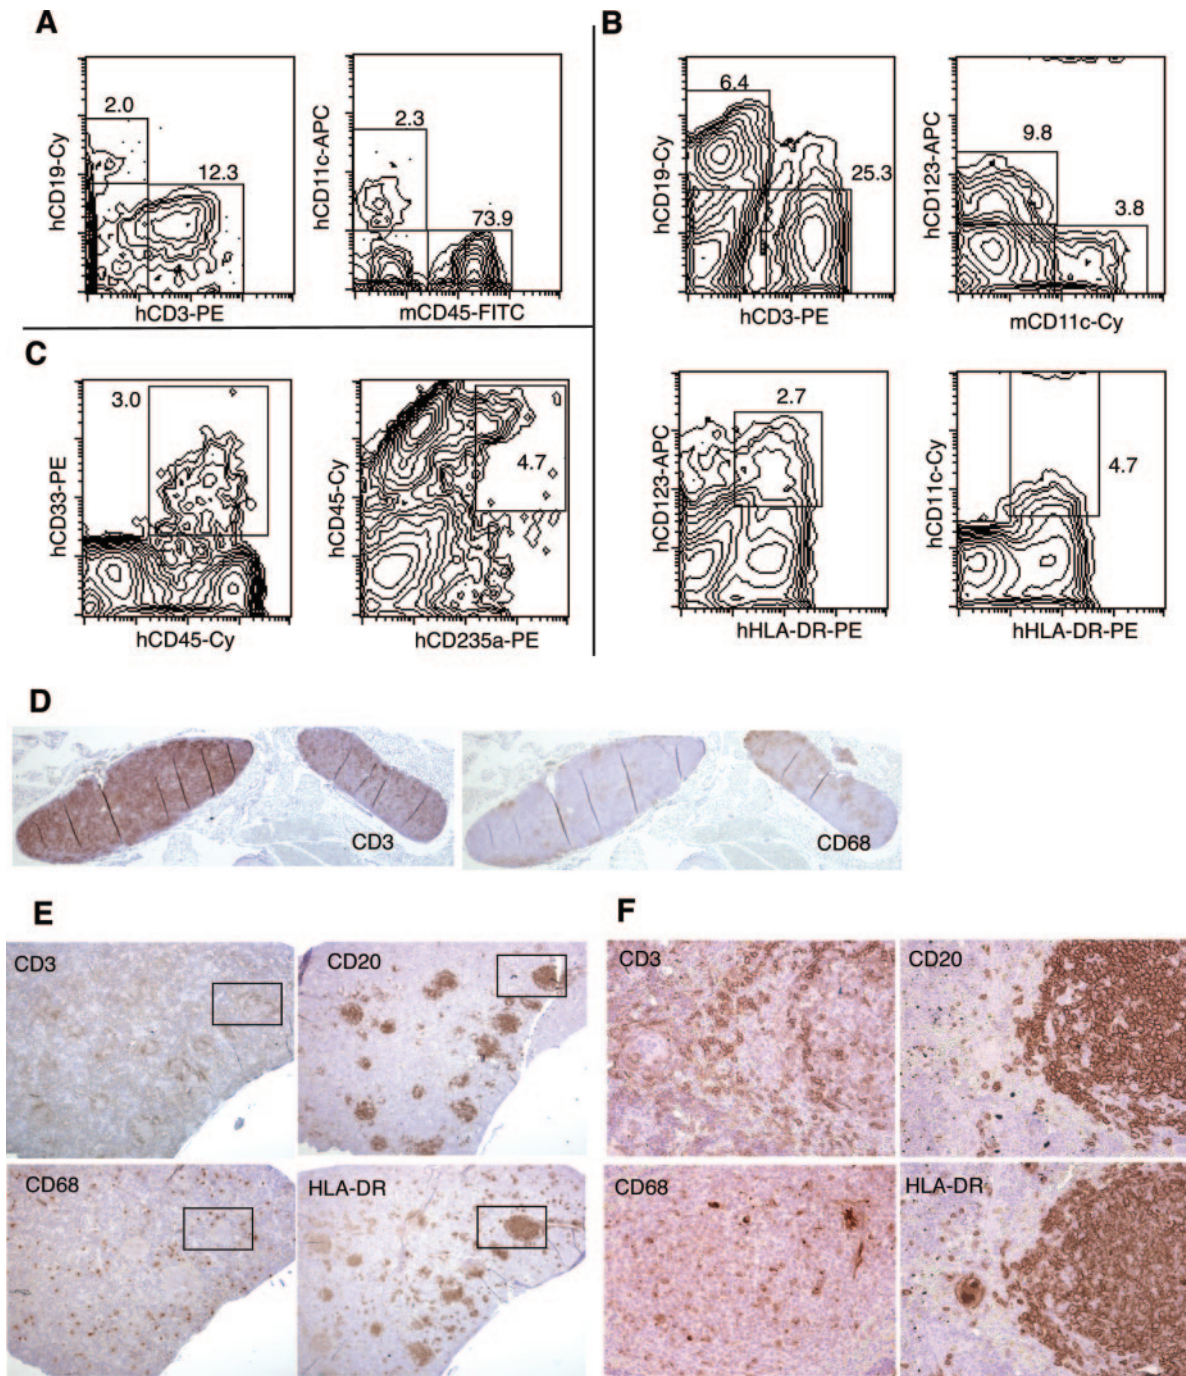 A
B
2.0
12.3
hCD19-Cy
hCD3-PE
2.3
73.9
hCD11c-APC
mCD45-FITC
6.4
25.3
hCD19-Cy
hCD3-PE
9.8
3.8
hCD123-APC
mCD11c-Cy
C
3.0
hCD33-PE
hCD45-Cy
4.7
hCD45-Cy
hCD235a-PE
2.7
hCD123-APC
hHLA-DR-PE
4.7
hCD11c-Cy
hHLA-DR-PE
D
CD3
CD68
E
F
CD3
CD20
CD3
CD20
CD68
HLA-DR
CD68
HLA-DR